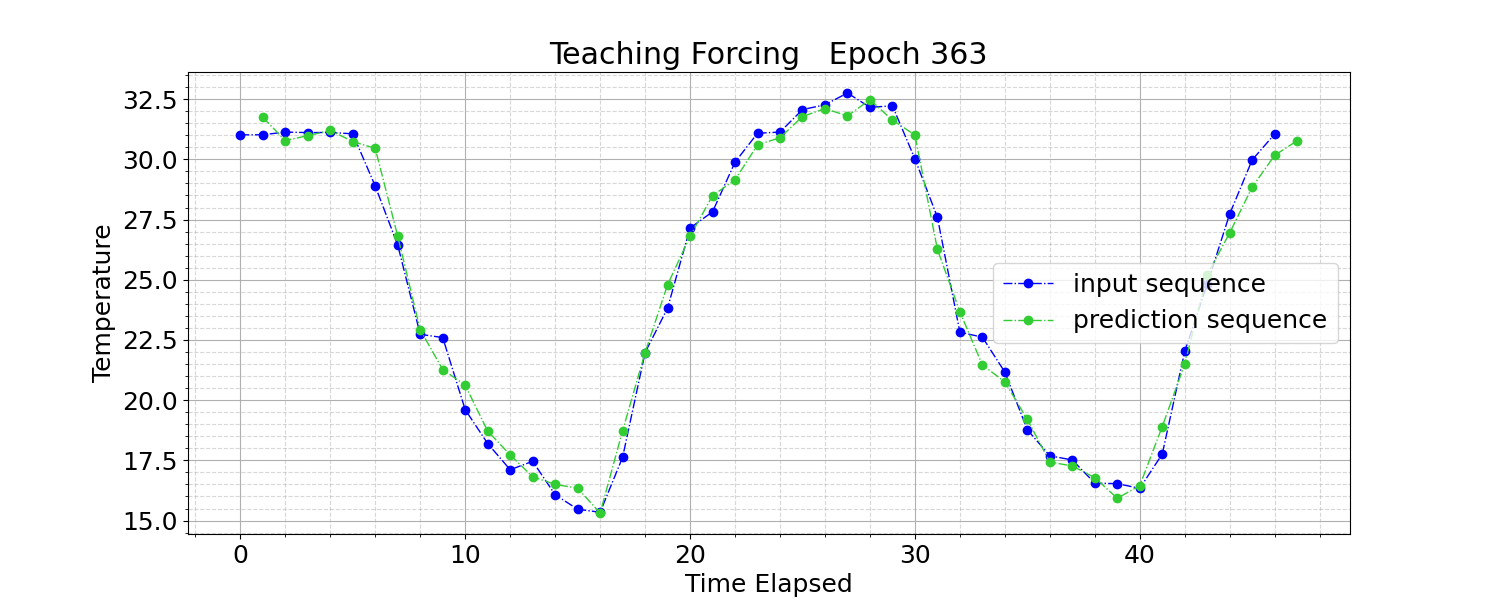 Teaching Forcing   Epoch 363
Temperature
32.5
30.0
27.5
25.0
22.5
20.0
17.5
15.0
input sequence
prediction sequence
0 10 20 30 40
Time Elapsed